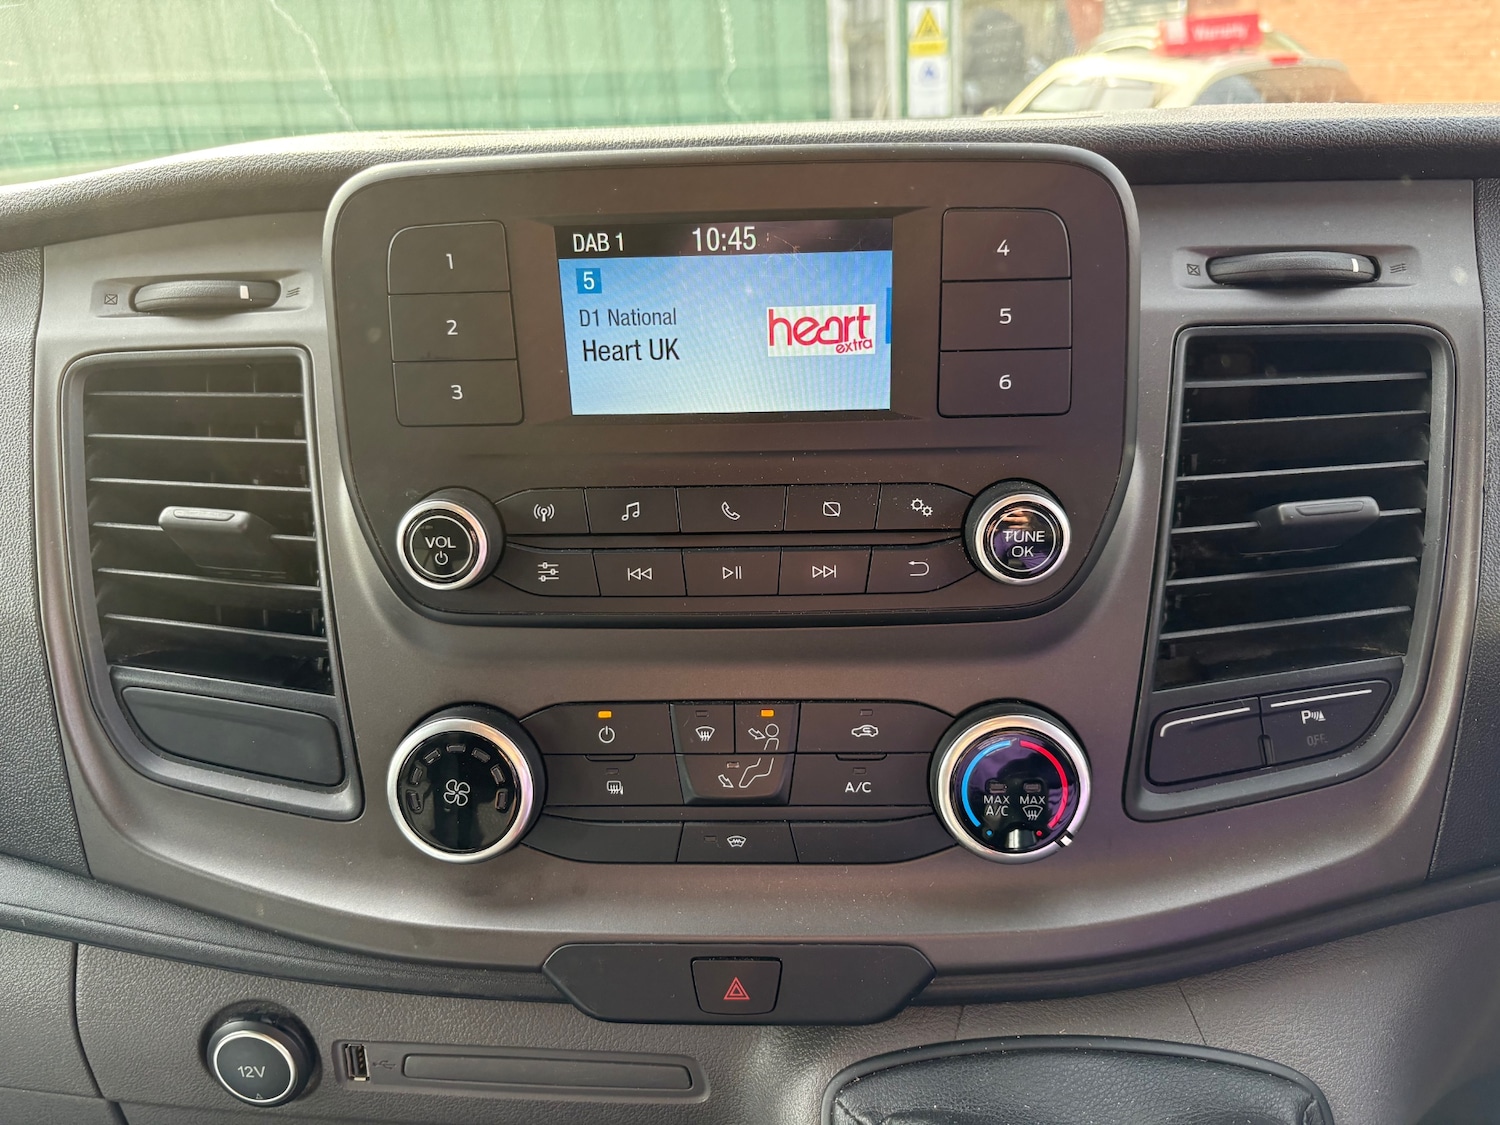 Warranty
DAB 1
10:45
5
D1 National
Heart UK
heart
extra
1
2
3
4
5
6
VOL
TUNE
OK
A/C
MAX
A/C
MAX
P
OFF
12V